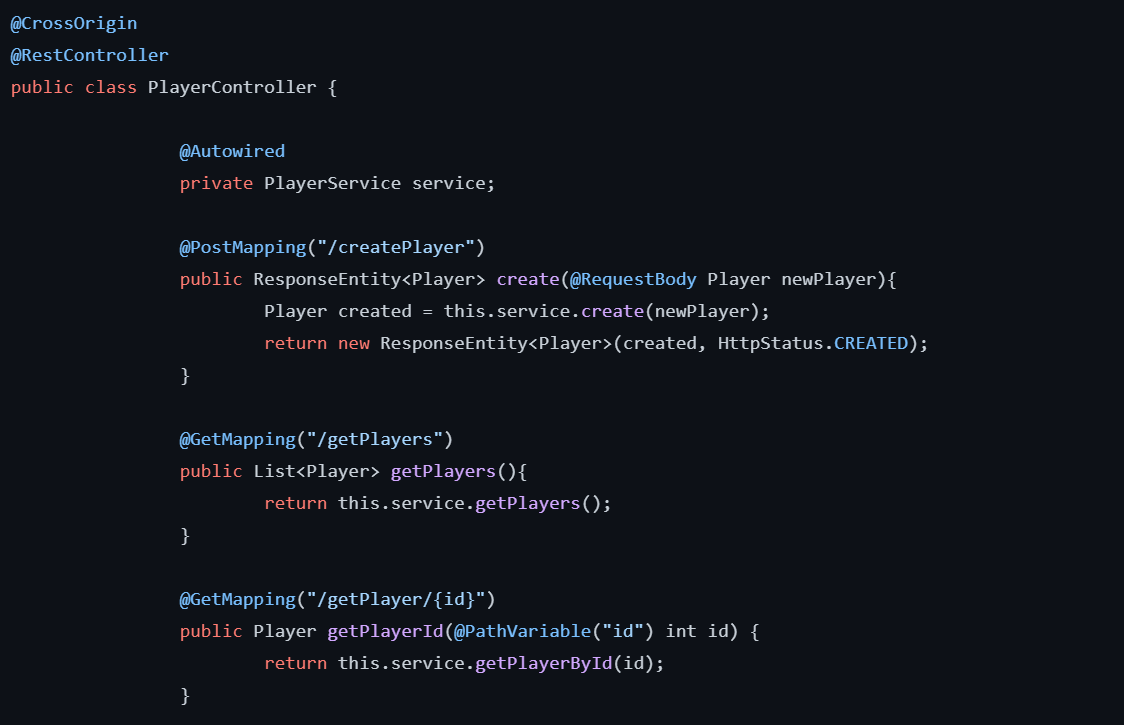 @CrossOrigin
@RestController
public class PlayerController {
@Autowired
private PlayerService service;
@PostMapping("/createPlayer")
public ResponseEntity<Player> create(@RequestBody Player newPlayer){
Player created = this.service.create(newPlayer);
return new ResponseEntity<Player>(created, HttpStatus.CREATED);
}
@GetMapping("/getPlayers")
public List<Player> getPlayers(){
return this.service.getPlayers();
}
@GetMapping("/getPlayer/{id}")
public Player getPlayerId(@PathVariable("id") int id) {
return this.service.getPlayerById(id);
}